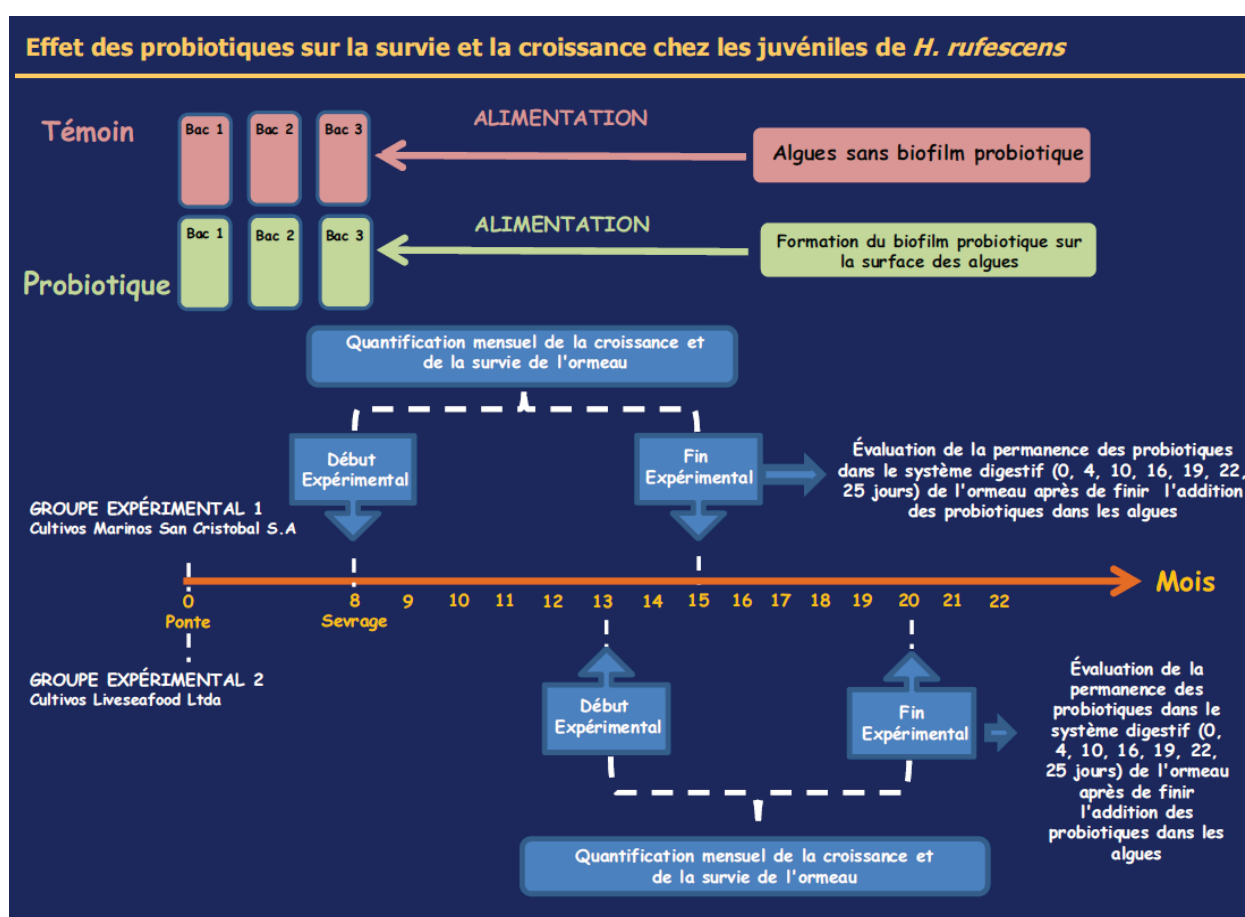 Effet des probiotiques sur la survie et la croissance chez les juvéniles de H. rufescens
Témoin
Bac 1
Bac 2
Bac 3
ALIMENTATION
Algues sans biofilm probiotique
Probiotique
Bac 1
Bac 2
Bac 3
ALIMENTATION
Formation du biofilm probiotique sur
la surface des algues
Quantification mensuel de la croissance et
de la survie de l'ormeau
Début
Expérimental
Fin
Expérimental
Évaluation de la permanence des probiotiques
dans le système digestif (0, 4, 10, 16, 19, 22,
25 jours) de l'ormeau après de finir l'addition
des probiotiques dans les algues
GROUPE EXPÉRIMENTAL 1
Cultivos Marinos San Cristobal S.A
Mois
0 8 9 10 11 12 13 14 15 16 17 18 19 20 21 22
Ponte
Sevrage
GROUPE EXPÉRIMENTAL 2
Cultivos Liveseafood Ltda
Début
Expérimental
Fin
Expérimental
Évaluation de la
permanence des
probiotiques dans le
système digestif (0,
4, 10, 16, 19, 22,
25 jours) de l'ormeau
après de finir
l'addition des
probiotiques dans les
algues
Quantification mensuel de la croissance et
de la survie de l'ormeau